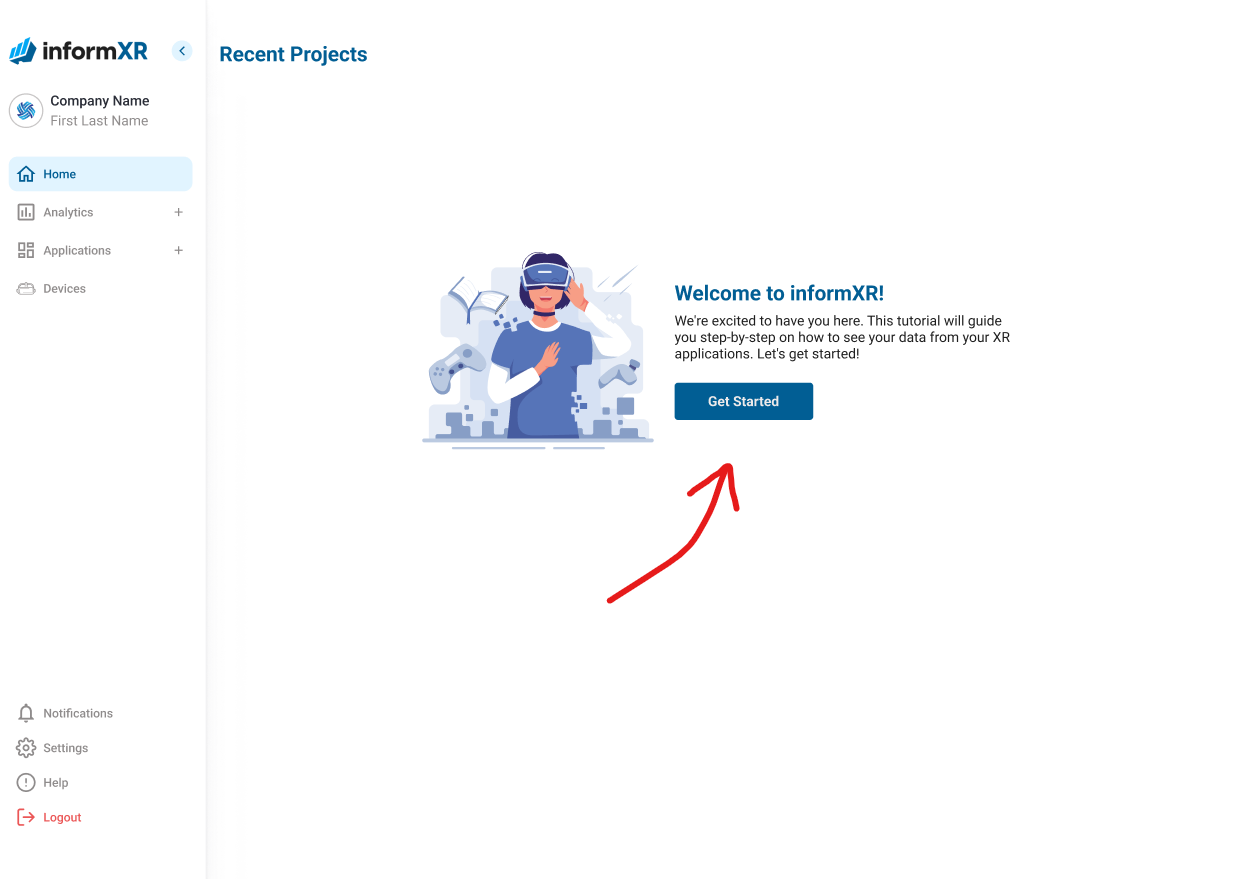 informXR
Company Name
First Last Name
Home
Analytics
Applications
Devices
Notifications
Settings
Help
Logout
Recent Projects
Welcome to informXR!
We're excited to have you here. This tutorial will guide
you step-by-step on how to see your data from your XR
applications. Let's get started!
Get Started